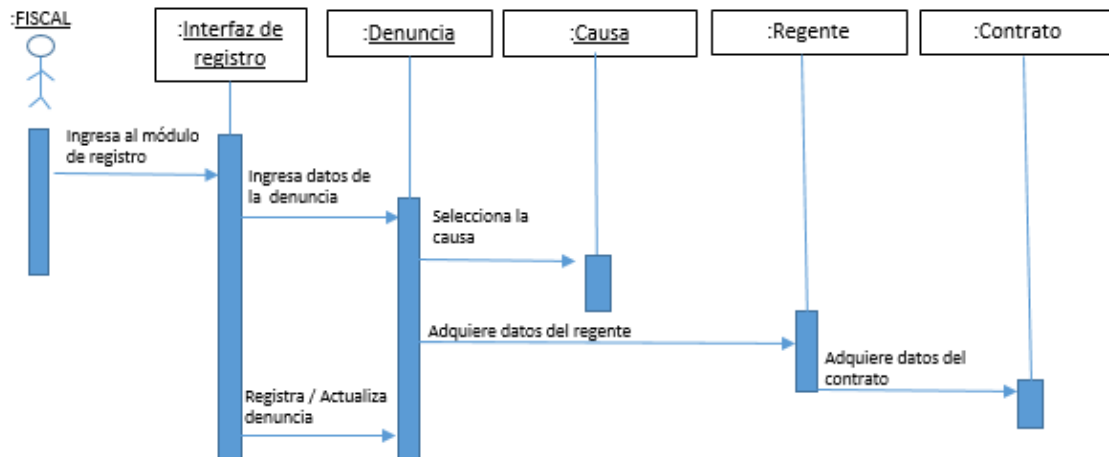 :FISCAL
:Interfaz de
registro
:Denuncia
:Causa
:Regente
:Contrato
Ingresa al módulo
de registro
Ingresa datos de
la denuncia
Selecciona la
causa
Adquiere datos del regente
Adquiere datos del
contrato
Registra / Actualiza
denuncia